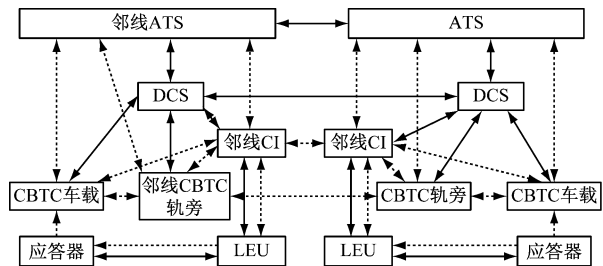 邻线ATS
ATS
DCS
DCS
邻线CI
邻线CI
CBTC车载
邻线CBTC
轨旁
CBTC轨旁
CBTC车载
应答器
LEU
LEU
应答器